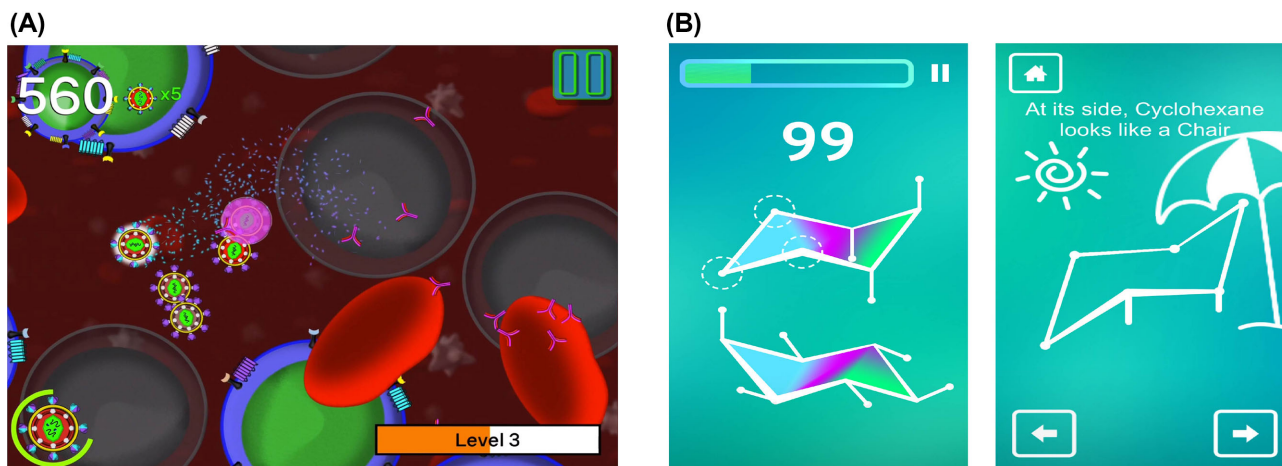 (A)
560
x5
Level 3
(B)
99
At its side, Cyclohexane
looks like a Chair